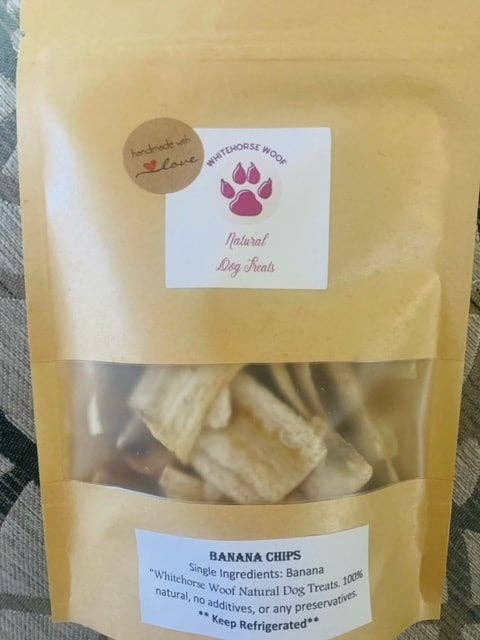 handmade with
love
WHITEHORSE WOOF
Natural
Dog Treats
BANANA CHIPS
Single Ingredients: Banana
"Whitehorse Woof Natural Dog Treats. 100%
natural, no additives, or any preservatives.
** Keep Refrigerated**